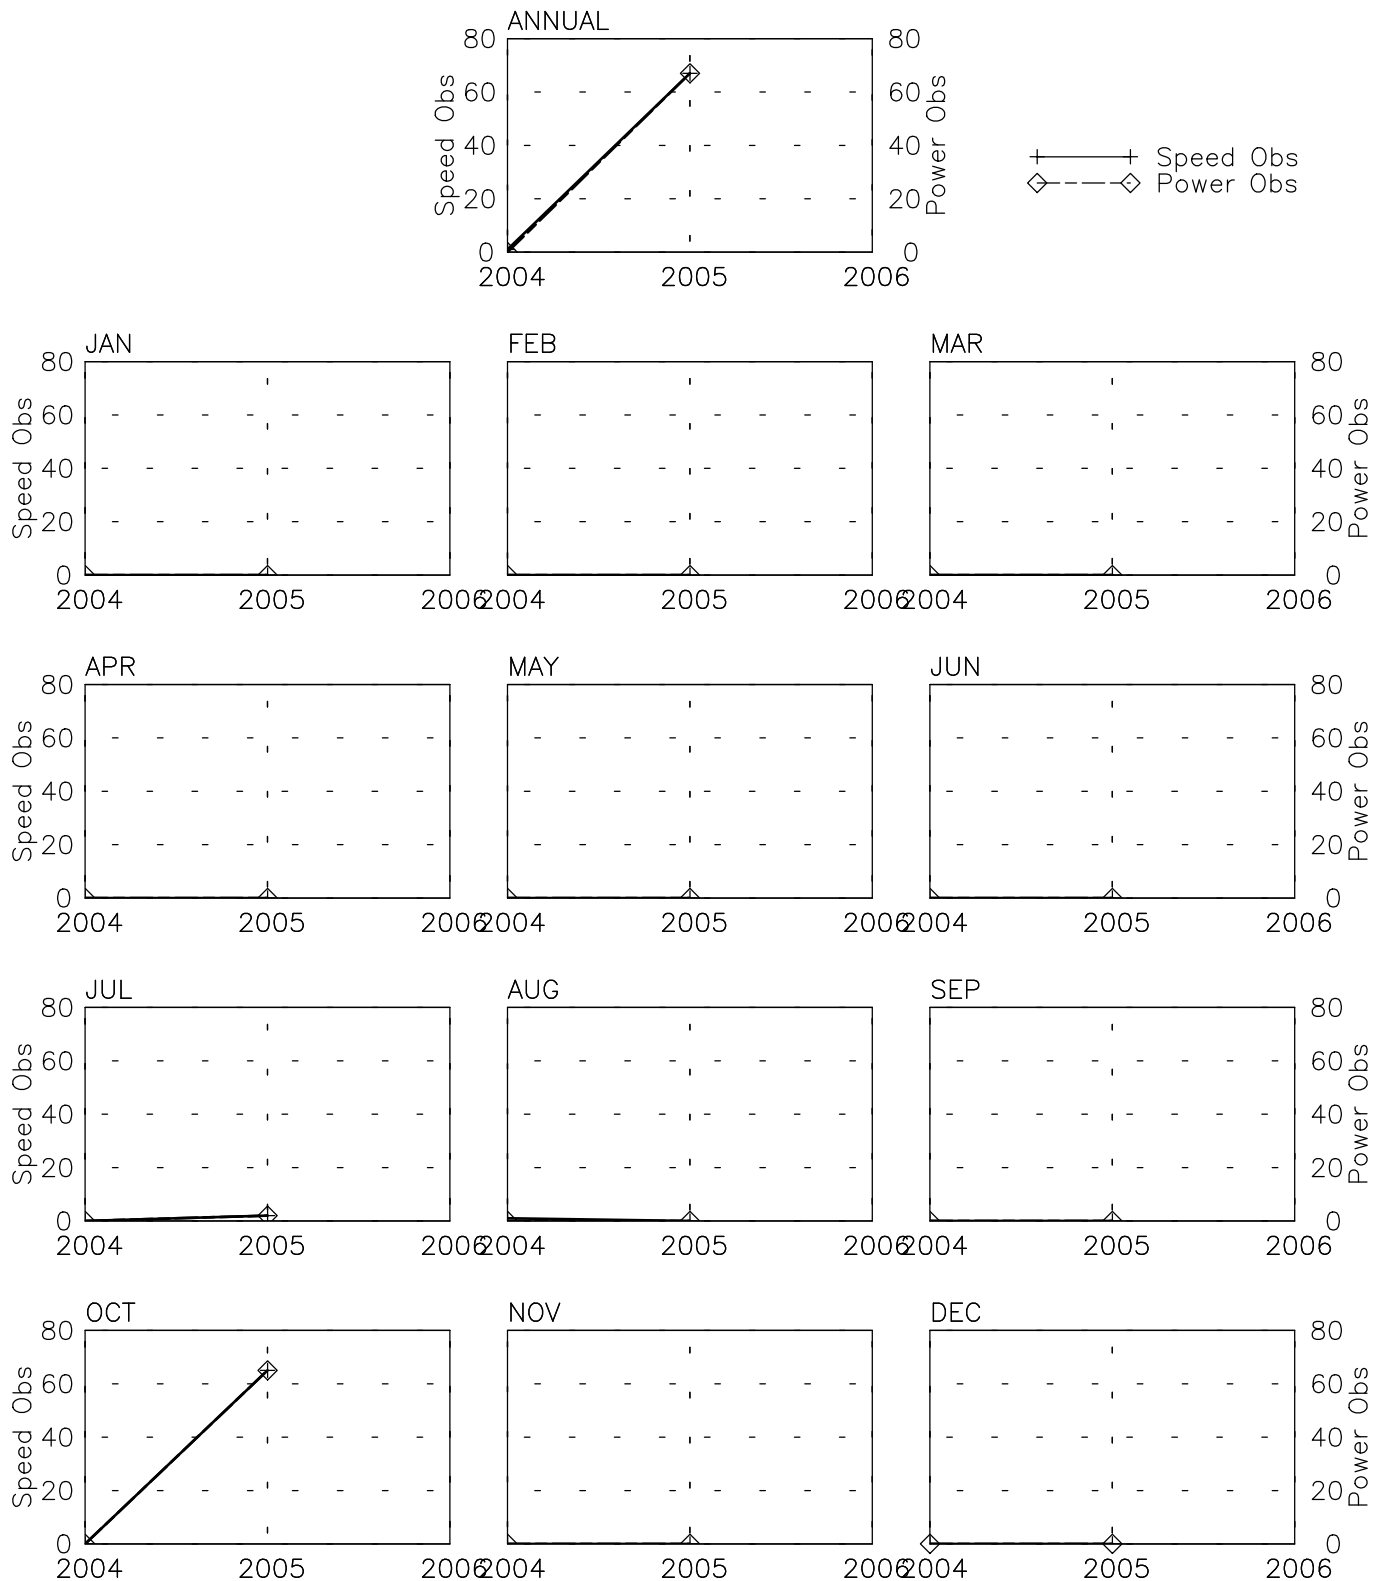 ANNUAL
80 80
60 60
40 40
20 20
0 0
Speed Obs
Power Obs
2004 2005 2006
Speed Obs
Power Obs
JAN FEB MAR
80 80
60 60
40 40
20 20
0 0
Speed Obs
Power Obs
2004 2005 2006 2004 2005 2006 2004 2005 2006
APR MAY JUN
80 80
60 60
40 40
20 20
0 0
Speed Obs
Power Obs
2004 2005 2006 2004 2005 2006 2004 2005 2006
JUL AUG SEP
80 80
60 60
40 40
20 20
0 0
Speed Obs
Power Obs
2004 2005 2006 2004 2005 2006 2004 2005 2006
OCT NOV DEC
80 80
60 60
40 40
20 20
0 0
Speed Obs
Power Obs
2004 2005 2006 2004 2005 2006 2004 2005 2006